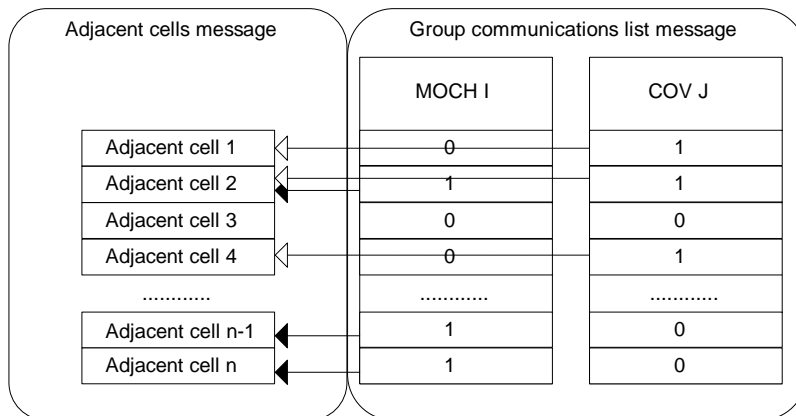 Adjacent cells message Group communications list message
MOCH I COV J
Adjacent cell 1 0 1
Adjacent cell 2 1 1
Adjacent cell 3 0 0
Adjacent cell 4 0 1
............ ............ ............
Adjacent cell n-1 1 0
Adjacent cell n 1 0